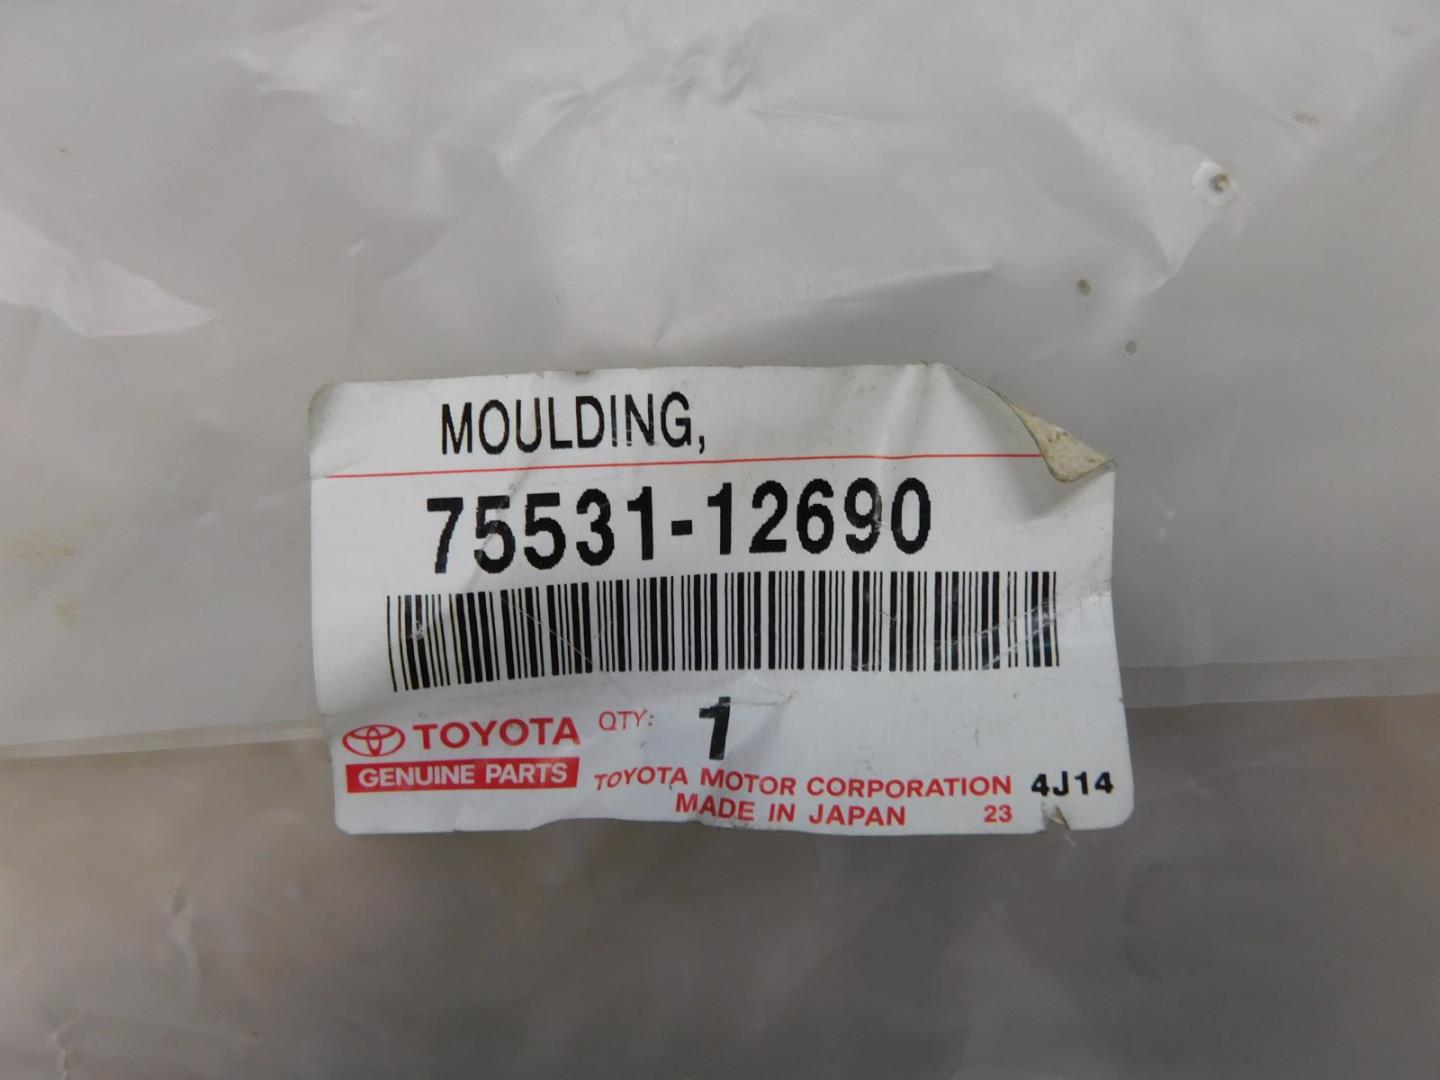 MOULDING,
75531-12690
TOYOTA QTY: 1
GENUINE PARTS
TOYOTA MOTOR CORPORATION 4J14
MADE IN JAPAN 23